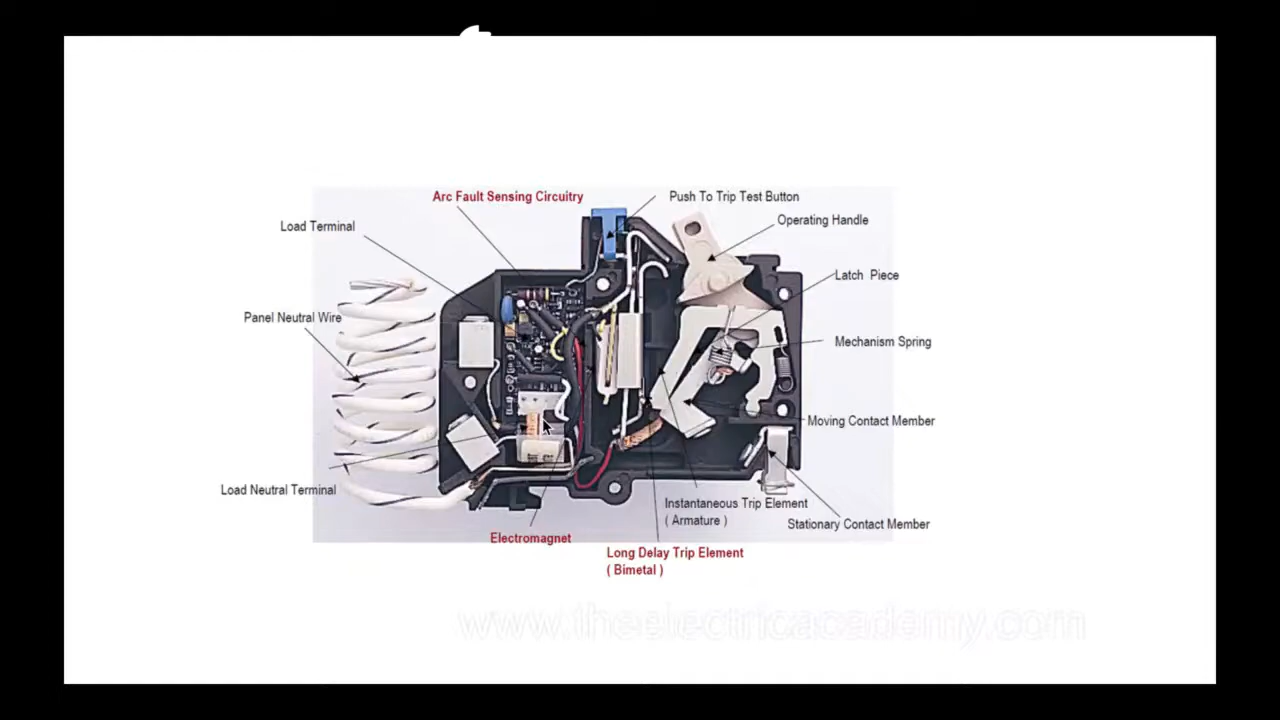 Arc Fault Sensing Circuitry
Push To Trip Test Button
Load Terminal
Operating Handle
Latch Piece
Panel Neutral Wire
Mechanism Spring
Moving Contact Member
Load Neutral Terminal
Instantaneous Trip Element
( Armature )
Stationary Contact Member
Electromagnet
Long Delay Trip Element
( Bimetal )
www.theelectricacademy.com